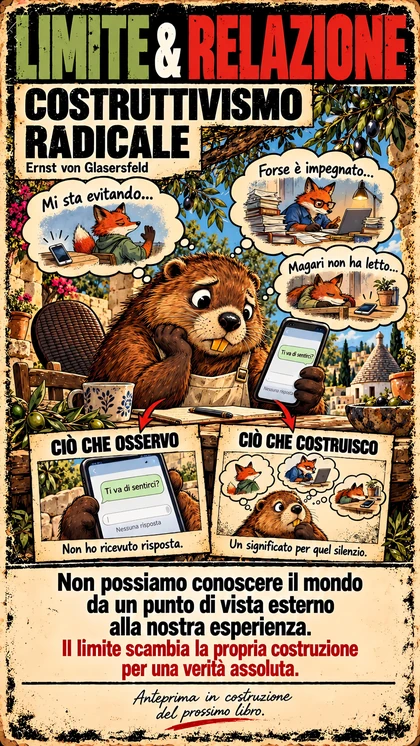 LIMITE & RELAZIONE
COSTRUTTIVISMO
RADICALE
Ernst von Glasersfeld
Mi sta evitando...
Forse è impegnato...
Magari non ha letto...
Ti va di sentirci?
Nessuna risposta
CIÒ CHE OSSERVO
Ti va di sentirci?
Nessuna risposta
Non ho ricevuto risposta.
CIÒ CHE COSTRUISCO
Un significato per quel silenzio.
Non possiamo conoscere il mondo
da un punto di vista esterno
alla nostra esperienza.
Il limite scambia la propria costruzione
per una verità assoluta.
Anteprima in costruzione
del prossimo libro.